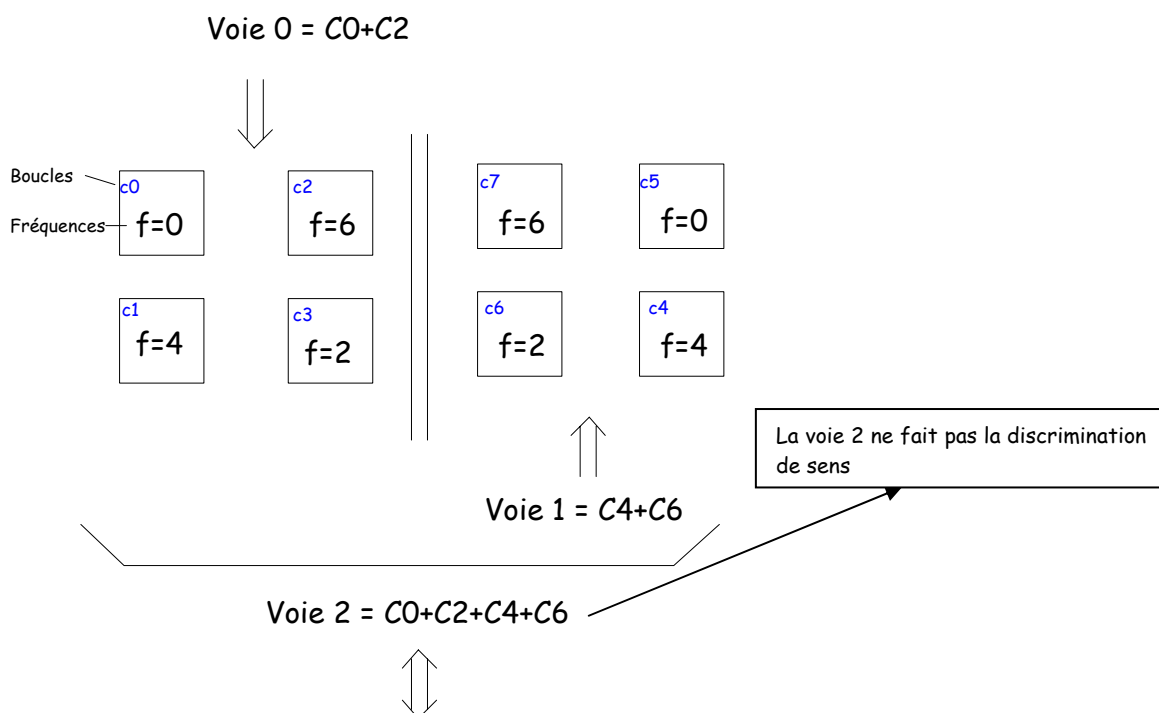 Voie 0 = C0+C2
Boucles
Fréquences
c0
f=0
c2
f=6
c7
f=6
c5
f=0
c1
f=4
c3
f=2
c6
f=2
c4
f=4
La voie 2 ne fait pas la discrimination
de sens
Voie 1 = C4+C6
Voie 2 = C0+C2+C4+C6